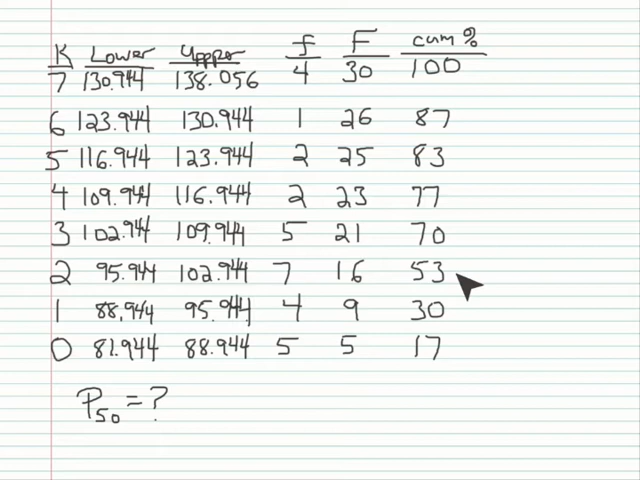 K Lower Upper f F cum %
7 130.944 138.056 4 30 100
6 123.944 130.944 1 26 87
5 116.944 123.944 2 25 83
4 109.944 116.944 2 23 77
3 102.944 109.944 5 21 70
2 95.944 102.944 7 16 53
1 88.944 95.944 4 9 30
0 81.944 88.944 5 5 17
P50 = ?